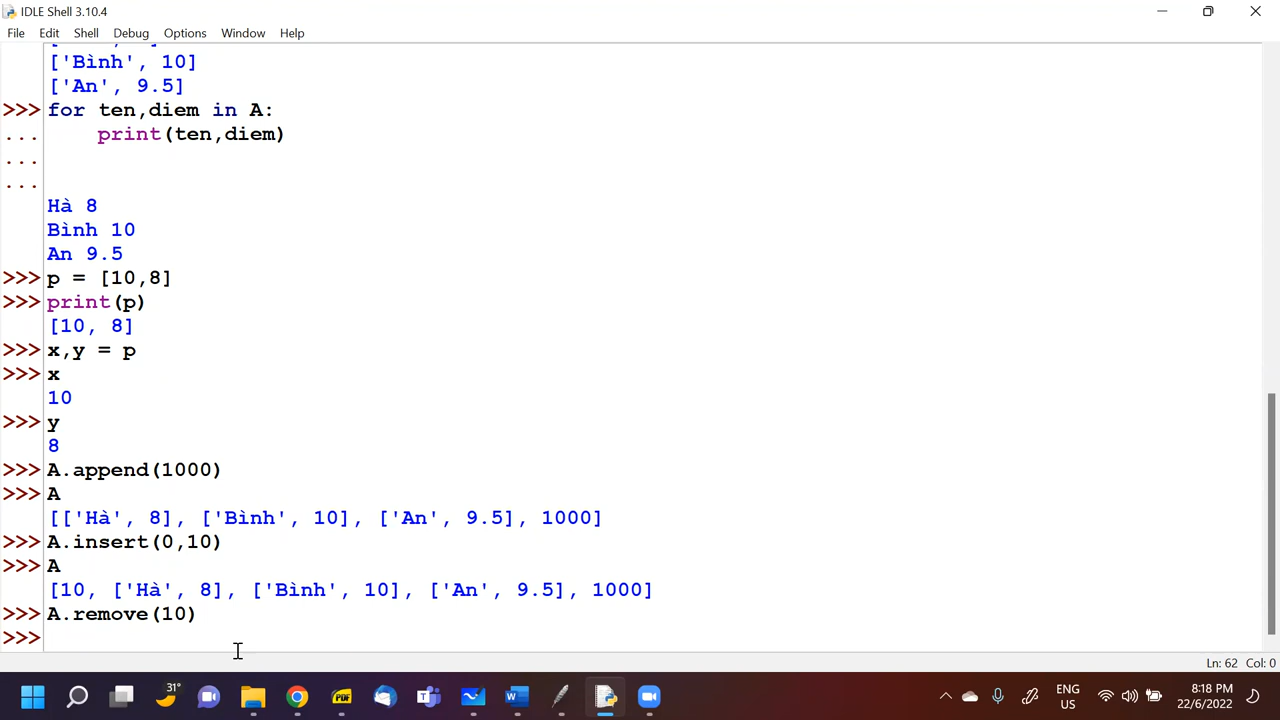 IDLE Shell 3.10.4
File Edit Shell Debug Options Window Help
['Bình', 10]
['An', 9.5]
>>> for ten,diem in A:
...     print(ten,diem)
...
...
Hà 8
Bình 10
An 9.5
>>> p = [10,8]
>>> print(p)
[10, 8]
>>> x,y = p
>>> x
10
>>> y
8
>>> A.append(1000)
>>> A
[['Hà', 8], ['Bình', 10], ['An', 9.5], 1000]
>>> A.insert(0,10)
>>> A
[10, ['Hà', 8], ['Bình', 10], ['An', 9.5], 1000]
>>> A.remove(10)
>>>
Ln: 62 Col: 0
31°
PDF
ENG
US
8:18 PM
22/6/2022